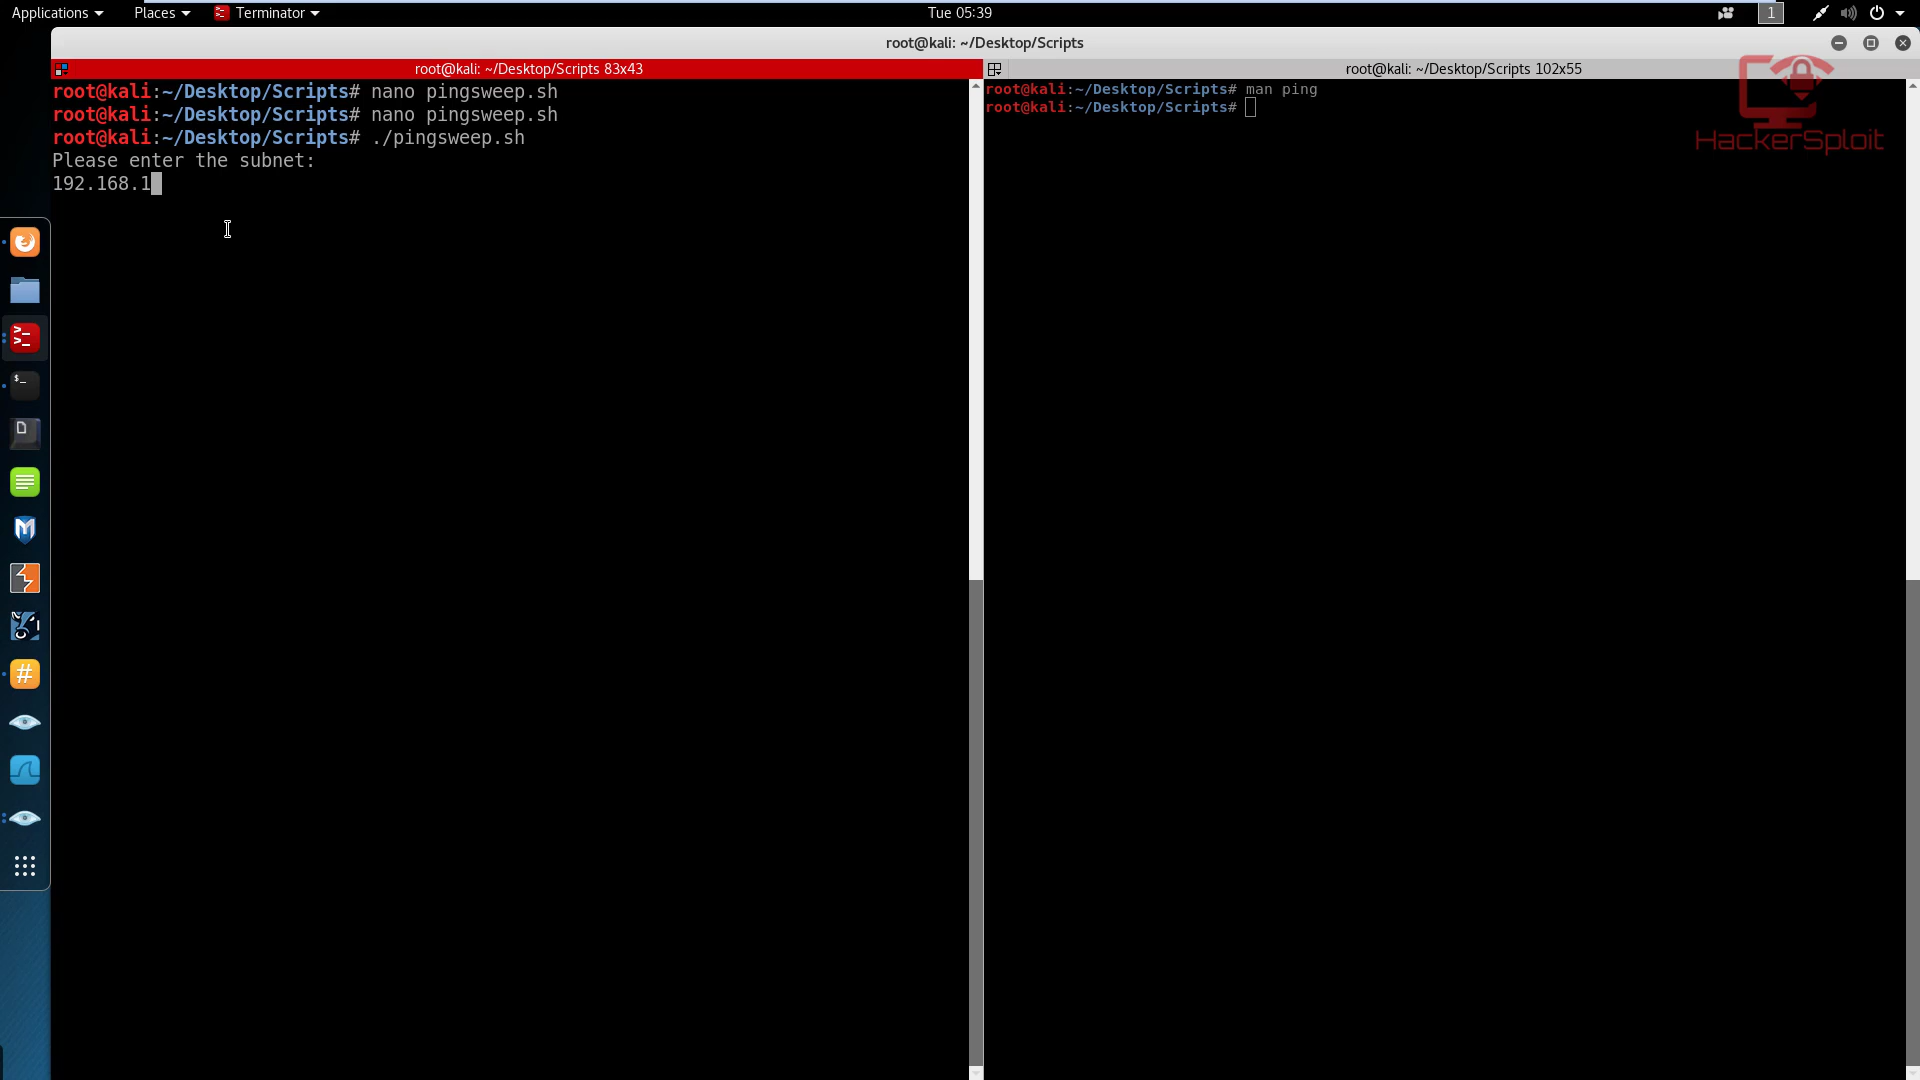 Applications Places Terminator Tue 05:39 1
root@kali: ~/Desktop/Scripts
root@kali: ~/Desktop/Scripts 83x43
root@kali:~/Desktop/Scripts# nano pingsweep.sh
root@kali:~/Desktop/Scripts# nano pingsweep.sh
root@kali:~/Desktop/Scripts# ./pingsweep.sh
Please enter the subnet:
192.168.1
root@kali: ~/Desktop/Scripts 102x55
root@kali:~/Desktop/Scripts# man ping
root@kali:~/Desktop/Scripts#
HackerSploit